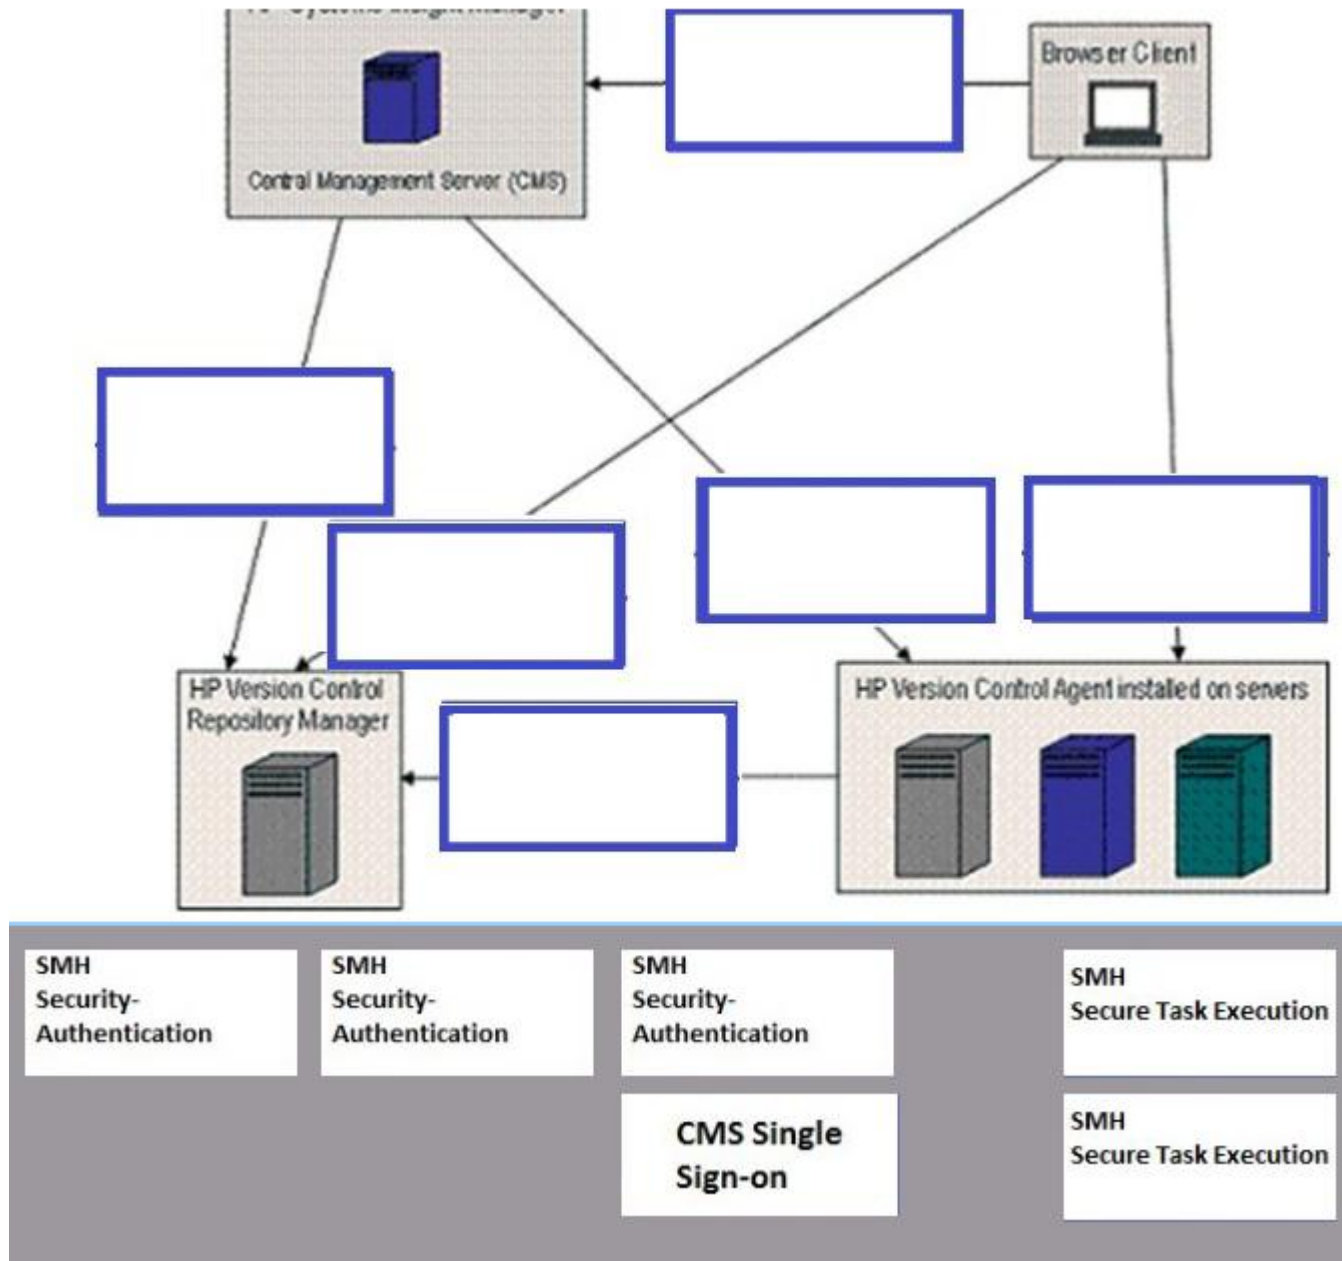 Browser Client
Central Management Server (CMS)
HP Version Control
Repository Manager
HP Version Control Agent installed on servers
SMH
Security-
Authentication
SMH
Security-
Authentication
SMH
Security-
Authentication
SMH
Secure Task Execution
CMS Single
Sign-on
SMH
Secure Task Execution